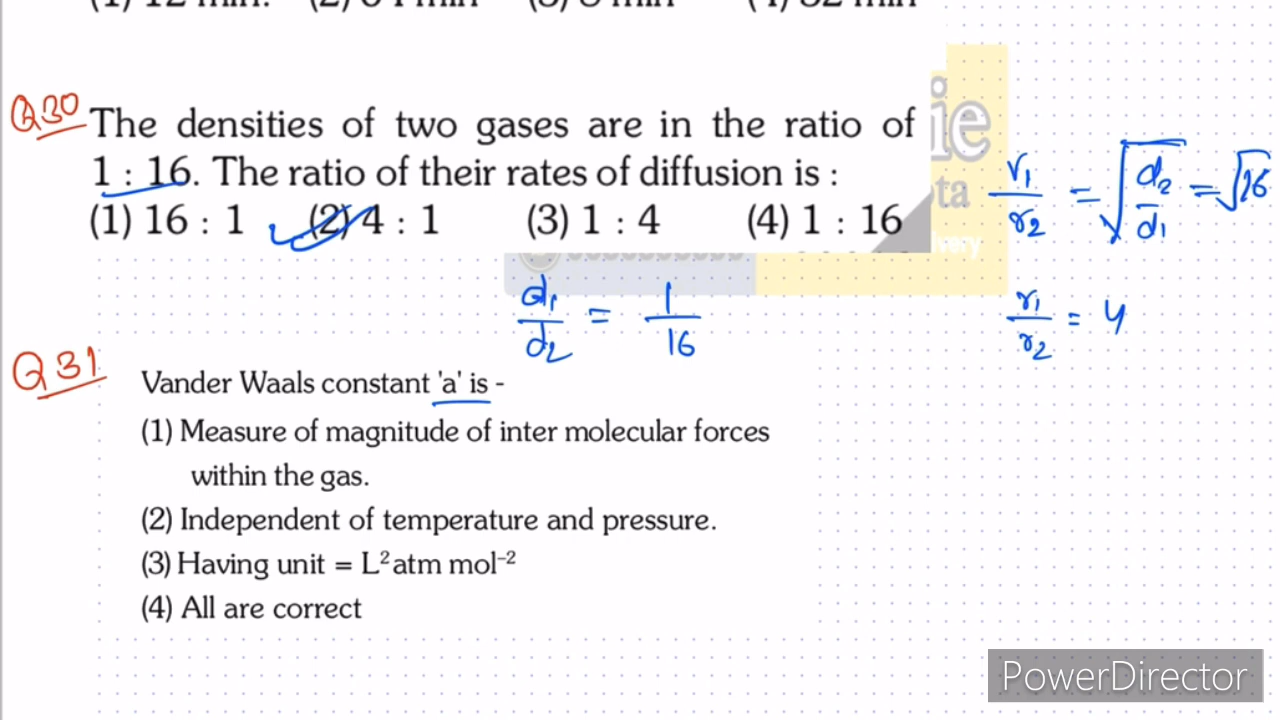 Q30 The densities of two gases are in the ratio of
1 : 16. The ratio of their rates of diffusion is :
(1) 16 : 1 (2) 4 : 1 (3) 1 : 4 (4) 1 : 16
r₁/r₂ = √d₂/d₁ = √16
d₁/d₂ = 1/16
r₁/r₂ = 4
Q31
Vander Waals constant 'a' is -
(1) Measure of magnitude of inter molecular forces
within the gas.
(2) Independent of temperature and pressure.
(3) Having unit = L² atm mol⁻²
(4) All are correct
PowerDirector